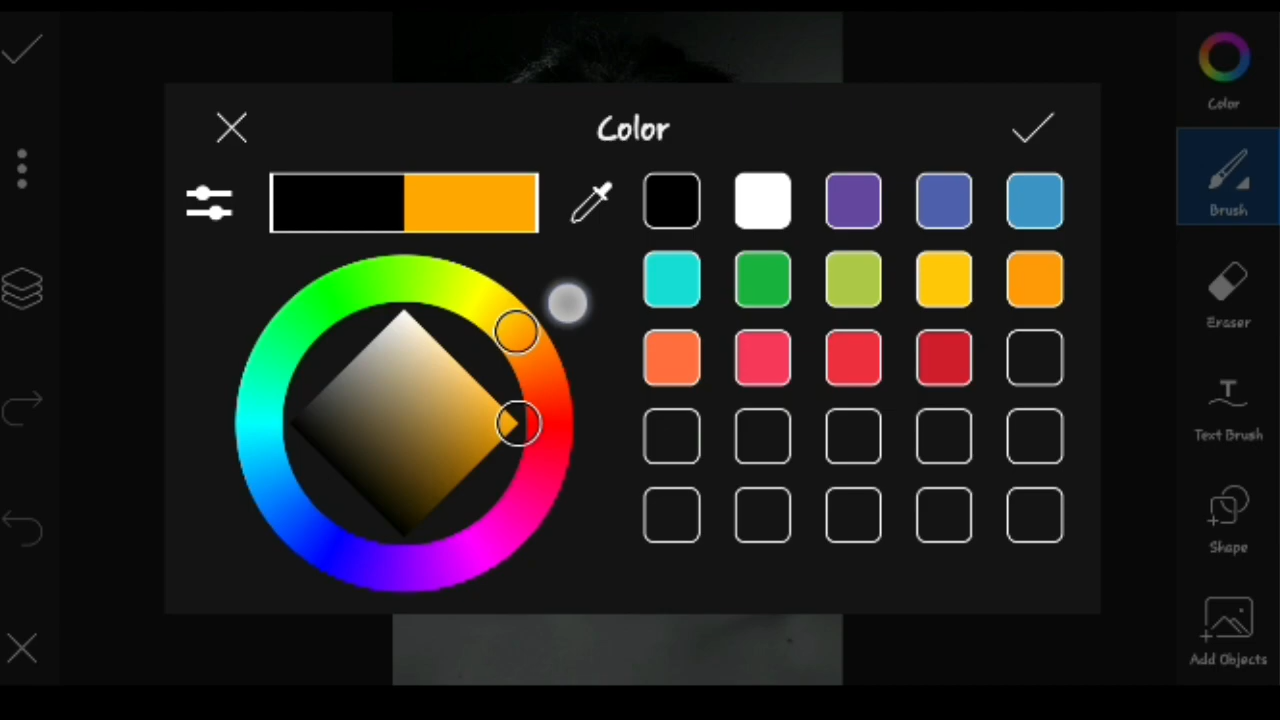 Color
Color
Brush
Eraser
Text Brush
Shape
Add Objects